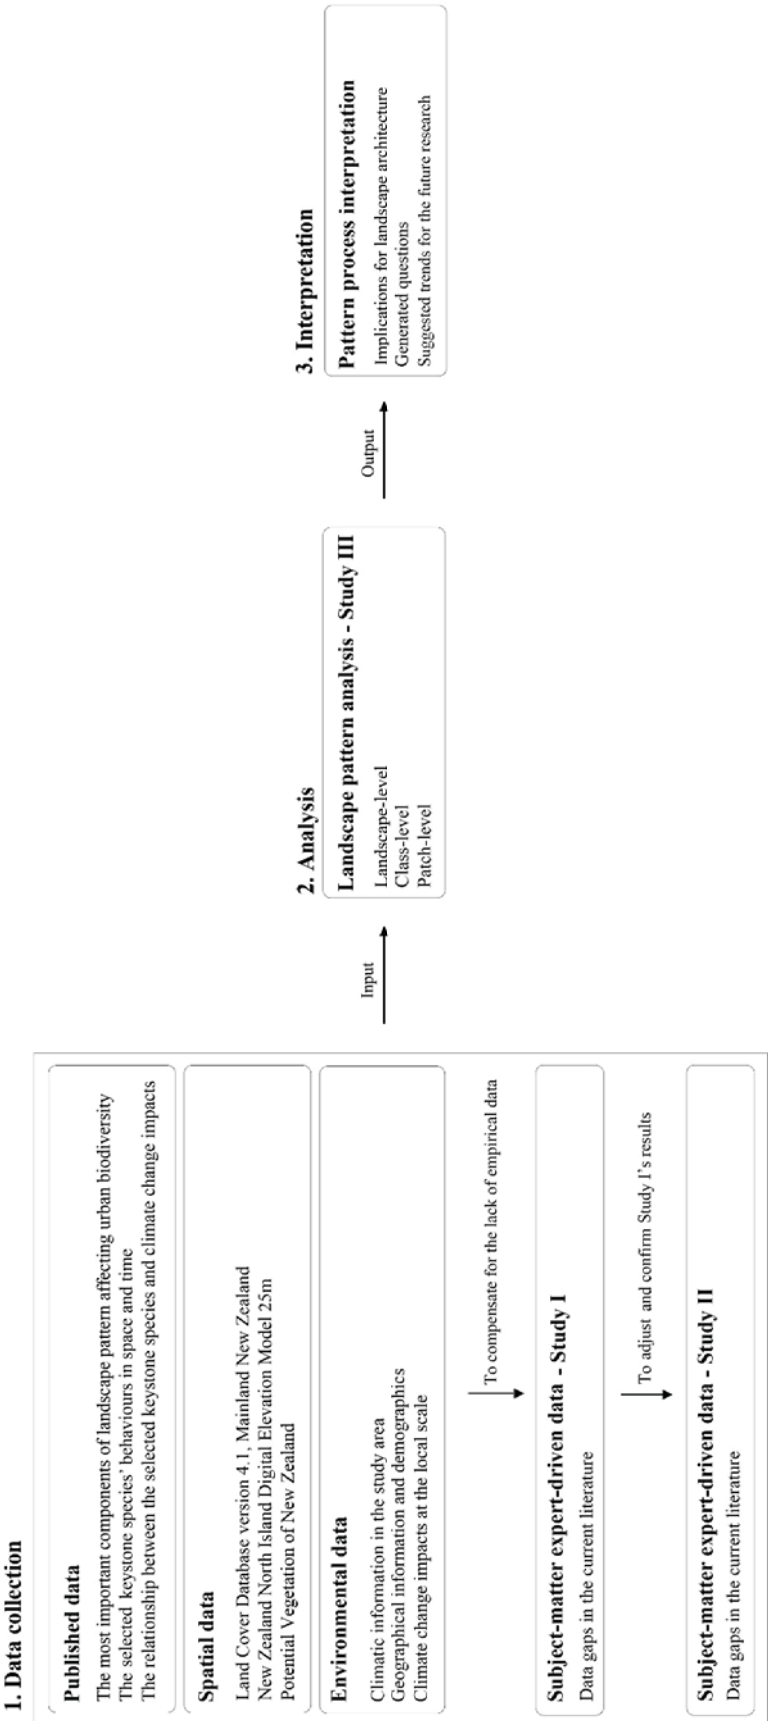 1. Data collection
Published data
The most important components of landscape pattern affecting urban biodiversity
The selected keystone species' behaviours in space and time
The relationship between the selected keystone species and climate change impacts
Spatial data
Land Cover Database version 4.1, Mainland New Zealand
New Zealand North Island Digital Elevation Model 25m
Potential Vegetation of New Zealand
Environmental data
Climatic information in the study area
Geographical information and demographics
Climate change impacts at the local scale
To compensate for the lack of empirical data
Subject-matter expert-driven data - Study I
Data gaps in the current literature
To adjust and confirm Study I's results
Subject-matter expert-driven data - Study II
Data gaps in the current literature
Input
2. Analysis
Landscape pattern analysis - Study III
Landscape-level
Class-level
Patch-level
Output
3. Interpretation
Pattern process interpretation
Implications for landscape architecture
Generated questions
Suggested trends for the future research